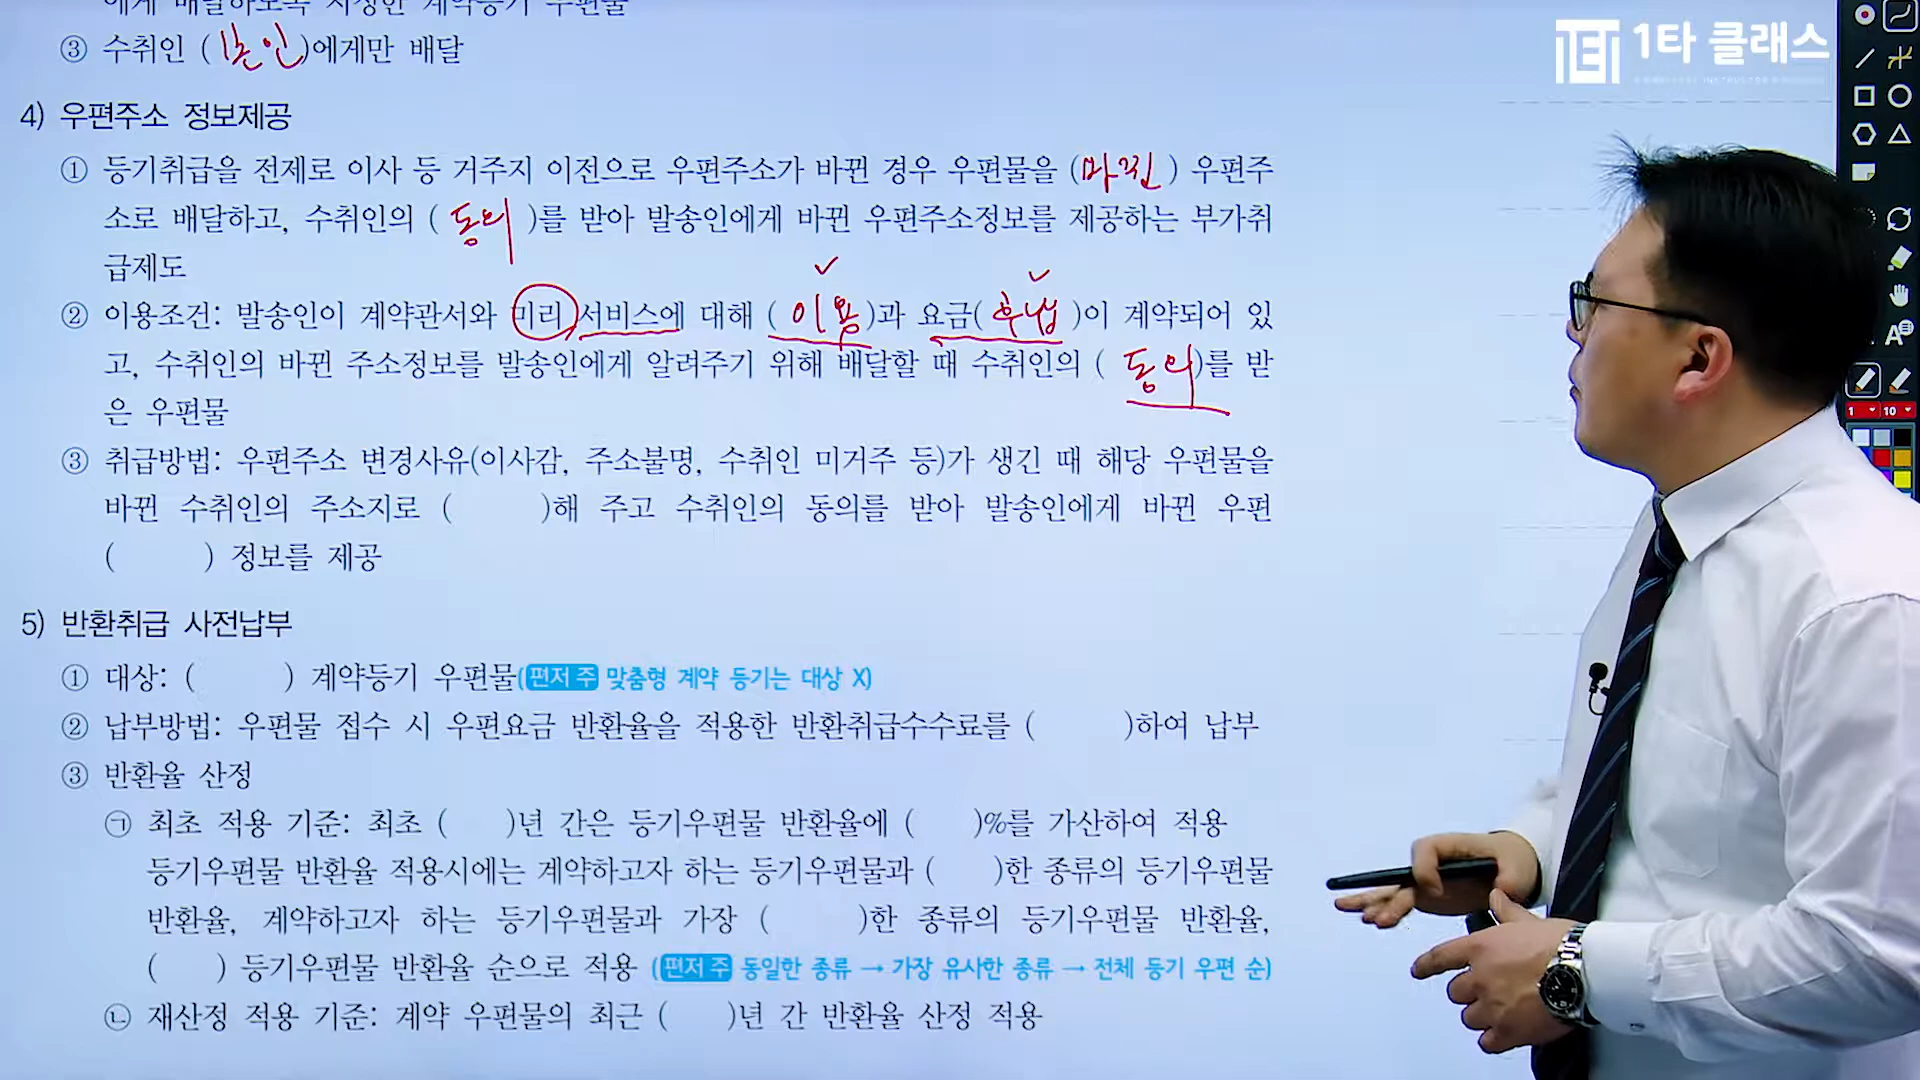 에게 배달하도록 지정한 계약등기 우편물
③ 수취인 (본인)에게만 배달
1타 클래스
4) 우편주소 정보제공
① 등기취급을 전제로 이사 등 거주지 이전으로 우편주소가 바뀐 경우 우편물을 (바뀐) 우편주
소로 배달하고, 수취인의 (동의)를 받아 발송인에게 바뀐 우편주소정보를 제공하는 부가취
급제도
② 이용조건: 발송인이 계약관서와 미리 서비스에 대해 (이용)과 요금(후납)이 계약되어 있
고, 수취인의 바뀐 주소정보를 발송인에게 알려주기 위해 배달할 때 수취인의 (동의)를 받
은 우편물
③ 취급방법: 우편주소 변경사유(이사감, 주소불명, 수취인 미거주 등)가 생긴 때 해당 우편물을
바뀐 수취인의 주소지로 (    )해 주고 수취인의 동의를 받아 발송인에게 바뀐 우편
(    ) 정보를 제공
5) 반환취급 사전납부
① 대상: (    ) 계약등기 우편물(편저 주 맞춤형 계약 등기는 대상 X)
② 납부방법: 우편물 접수 시 우편요금 반환율을 적용한 반환취급수수료를 (    )하여 납부
③ 반환율 산정
㉠ 최초 적용 기준: 최초 (    )년 간은 등기우편물 반환율에 (    )%를 가산하여 적용
등기우편물 반환율 적용시에는 계약하고자 하는 등기우편물과 (    )한 종류의 등기우편물
반환율, 계약하고자 하는 등기우편물과 가장 (    )한 종류의 등기우편물 반환율,
(    ) 등기우편물 반환율 순으로 적용 (편저 주 동일한 종류 → 가장 유사한 종류 → 전체 등기 우편 순)
㉡ 재산정 적용 기준: 계약 우편물의 최근 (    )년 간 반환율 산정 적용